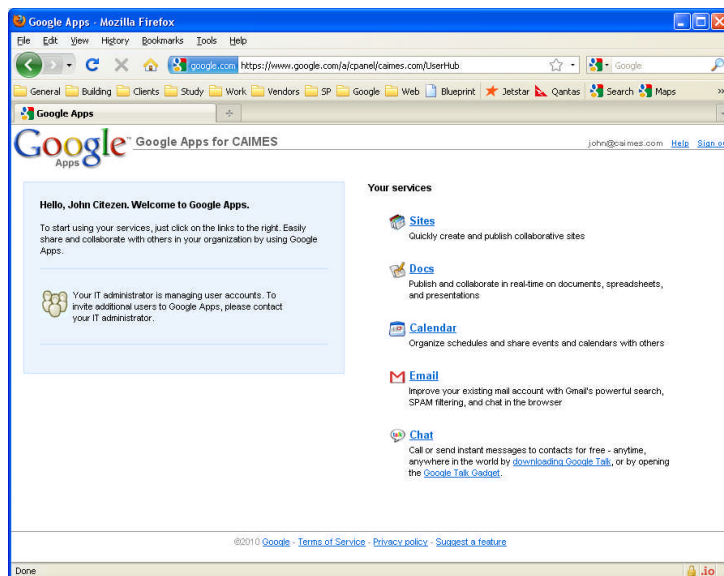 Google Apps - Mozilla Firefox
File Edit View History Bookmarks Tools Help
google.com https://www.google.com/a/cpanel/caimes.com/UserHub
Google
General Building Clients Study Work Vendors SP Google Web Blueprint Jetstar Qantas Search Maps »
Google Apps
Google™ Apps
Google Apps for CAIMES
john@caimes.com Help Sign ou
Hello, John Citezen. Welcome to Google Apps.
To start using your services, just click on the links to the right. Easily
share and collaborate with others in your organization by using Google
Apps.
Your IT administrator is managing user accounts. To
invite additional users to Google Apps, please contact
your IT administrator.
Your services
Sites
Quickly create and publish collaborative sites
Docs
Publish and collaborate in real-time on documents, spreadsheets,
and presentations
Calendar
Organize schedules and share events and calendars with others
Email
Improve your existing mail account with Gmail's powerful search,
SPAM filtering, and chat in the browser
Chat
talk
Call or send instant messages to contacts for free - anytime,
anywhere in the world by downloading Google Talk, or by opening
the Google Talk Gadget.
©2010 Google - Terms of Service - Privacy policy - Suggest a feature
Done
.io